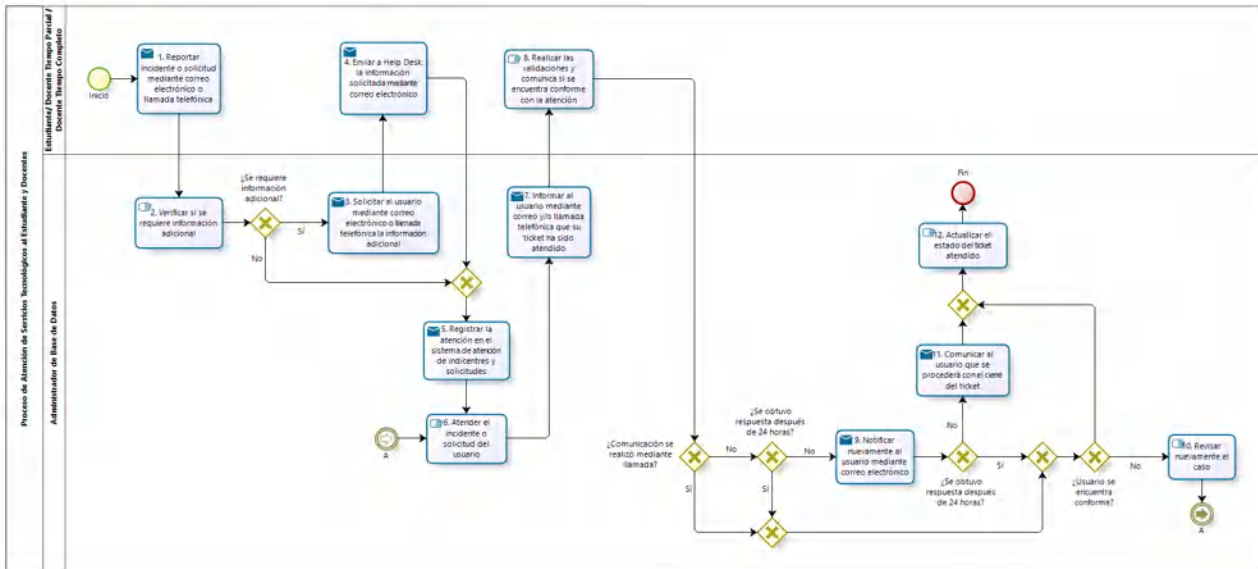 Proceso de Atención de Servicios Tecnológicos al Estudiante y Docentes
Estudiante/ Docente Tiempo Parcial /
Docente Tiempo Completo
Inicio
1. Reportar
incidente o solicitud
mediante correo
electrónico o
llamada telefónica
4. Enviar a Help Desk
la información
solicitada mediante
correo electrónico
8. Realizar las
validaciones y
comunica si se
encuentra conforme
con la atención
Administrador de Base de Datos
2. Verificar si se
requiere información
adicional
¿Se requiere
información
adicional?
Sí
No
3. Solicitar al usuario
mediante correo
electrónico o llamada
telefónica la información
adicional
5. Registrar la
atención en el
sistema de atención
de indicentres y
solicitudes
A
6. Atender el
incidente o
solicitud del
usuario
7. Informar al
usuario mediante
correo y/o llamada
telefónica que su
ticket ha sido
atendido
¿Comunicación se
realizó mediante
llamada?
No
Sí
¿Se obtuvo
respuesta después
de 24 horas?
No
Sí
9. Notificar
nuevamente al
usuario mediante
correo electrónico
¿Se obtuvo
respuesta después
de 24 horas?
No
Sí
11. Comunicar al
usuario que se
procederá con el cierre
del ticket
12. Actualizar el
estado del ticket
atendido
Fin
¿Usuario se
encuentra
conforme?
No
10. Revisar
nuevamente el
caso
A